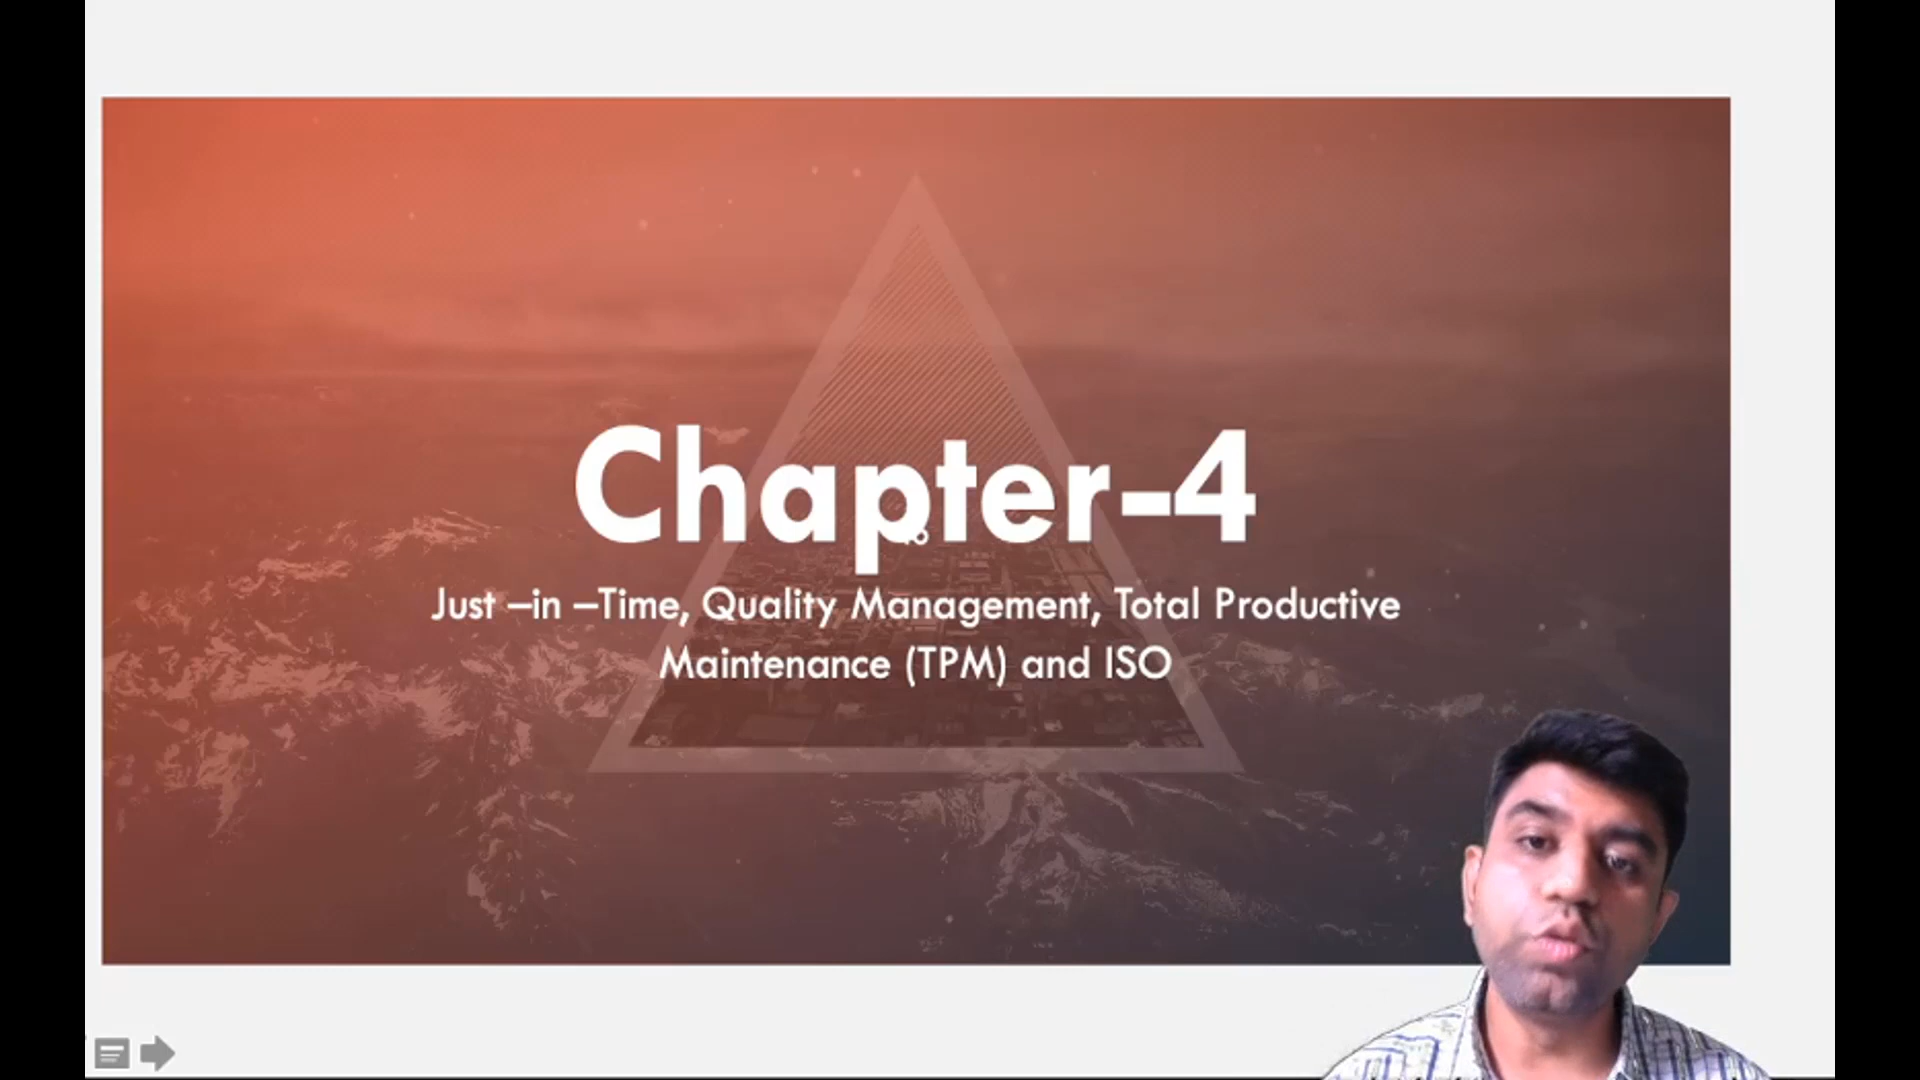 Chapter-4
Just –in –Time, Quality Management, Total Productive
Maintenance (TPM) and ISO